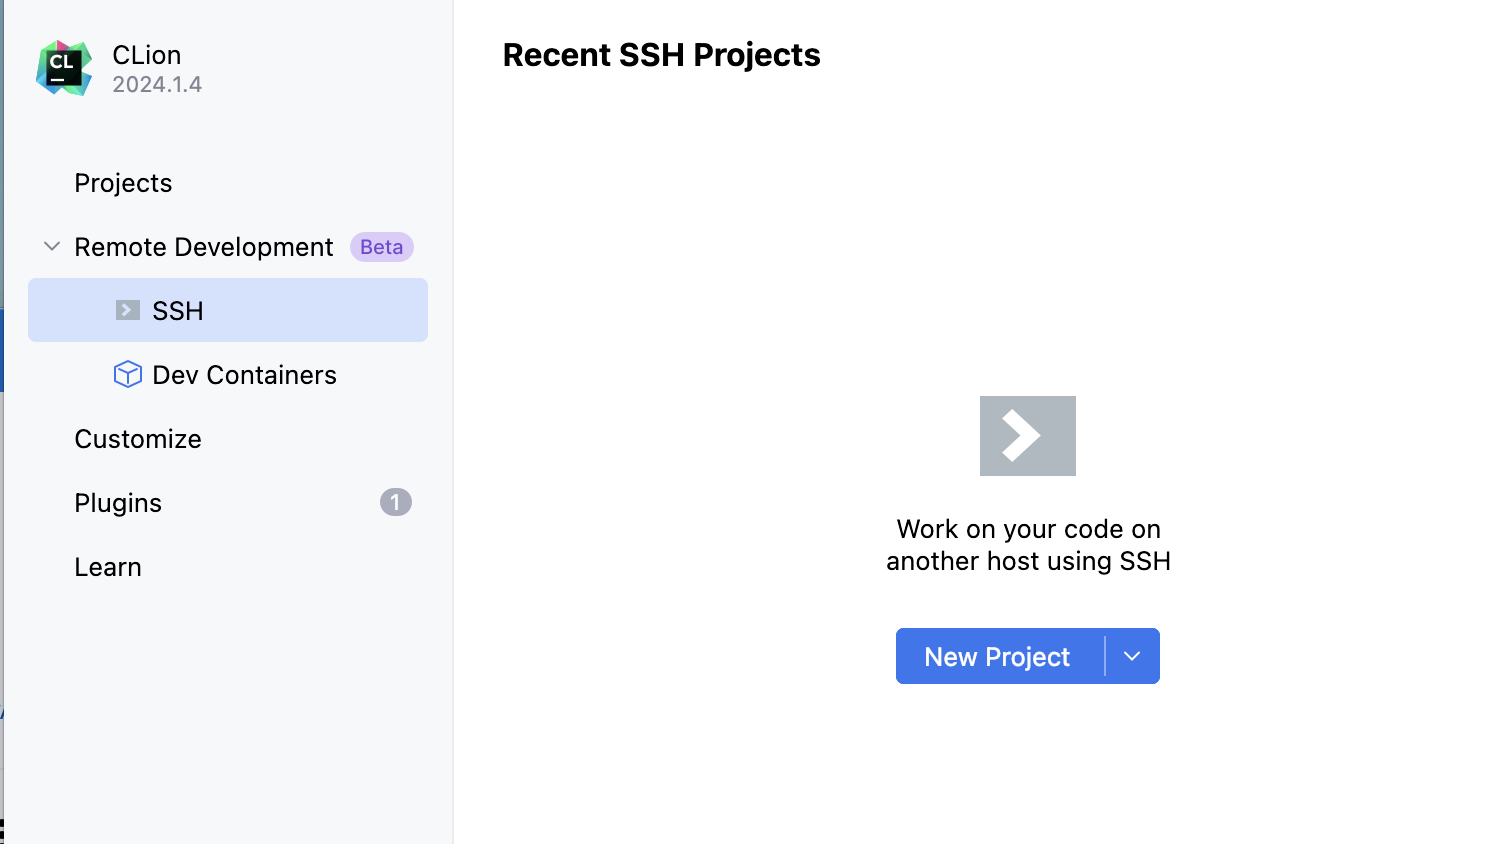 CL
CLion
2024.1.4
Projects
Remote Development Beta
SSH
Dev Containers
Customize
Plugins 1
Learn
Recent SSH Projects
Work on your code on
another host using SSH
New Project